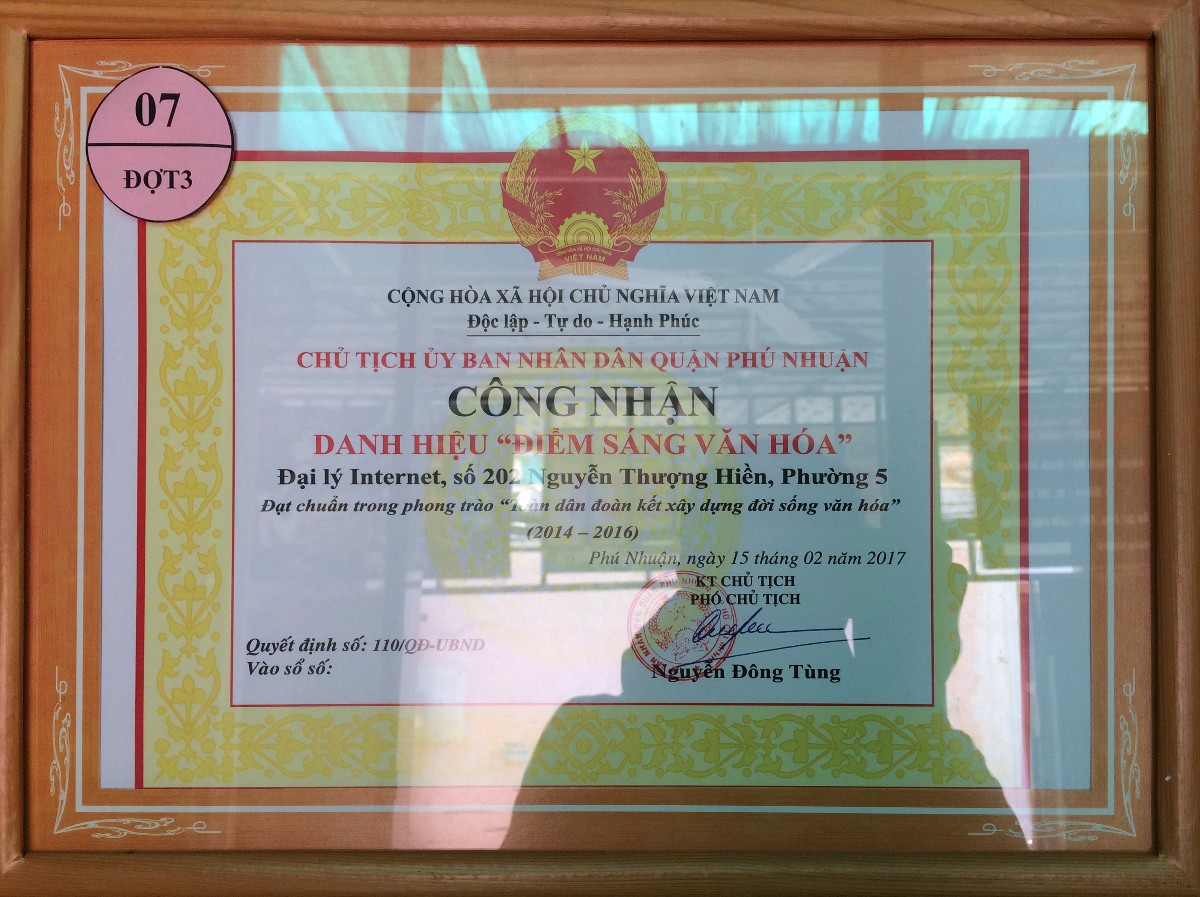 07
ĐỢT3
VIỆT NAM
CỘNG HÒA XÃ HỘI CHỦ NGHĨA VIỆT NAM
Độc lập - Tự do - Hạnh Phúc
CHỦ TỊCH ỦY BAN NHÂN DÂN QUẬN PHÚ NHUẬN
CÔNG NHẬN
DANH HIỆU “ĐIỂM SÁNG VĂN HÓA”
Đại lý Internet, số 202 Nguyễn Thượng Hiền, Phường 5
Đạt chuẩn trong phong trào “Toàn dân đoàn kết xây dựng đời sống văn hóa”
(2014 – 2016)
Phú Nhuận, ngày 15 tháng 02 năm 2017
KT CHỦ TỊCH
PHÓ CHỦ TỊCH
Quyết định số: 110/QĐ-UBND
Vào sổ số:
Nguyễn Đông Tùng